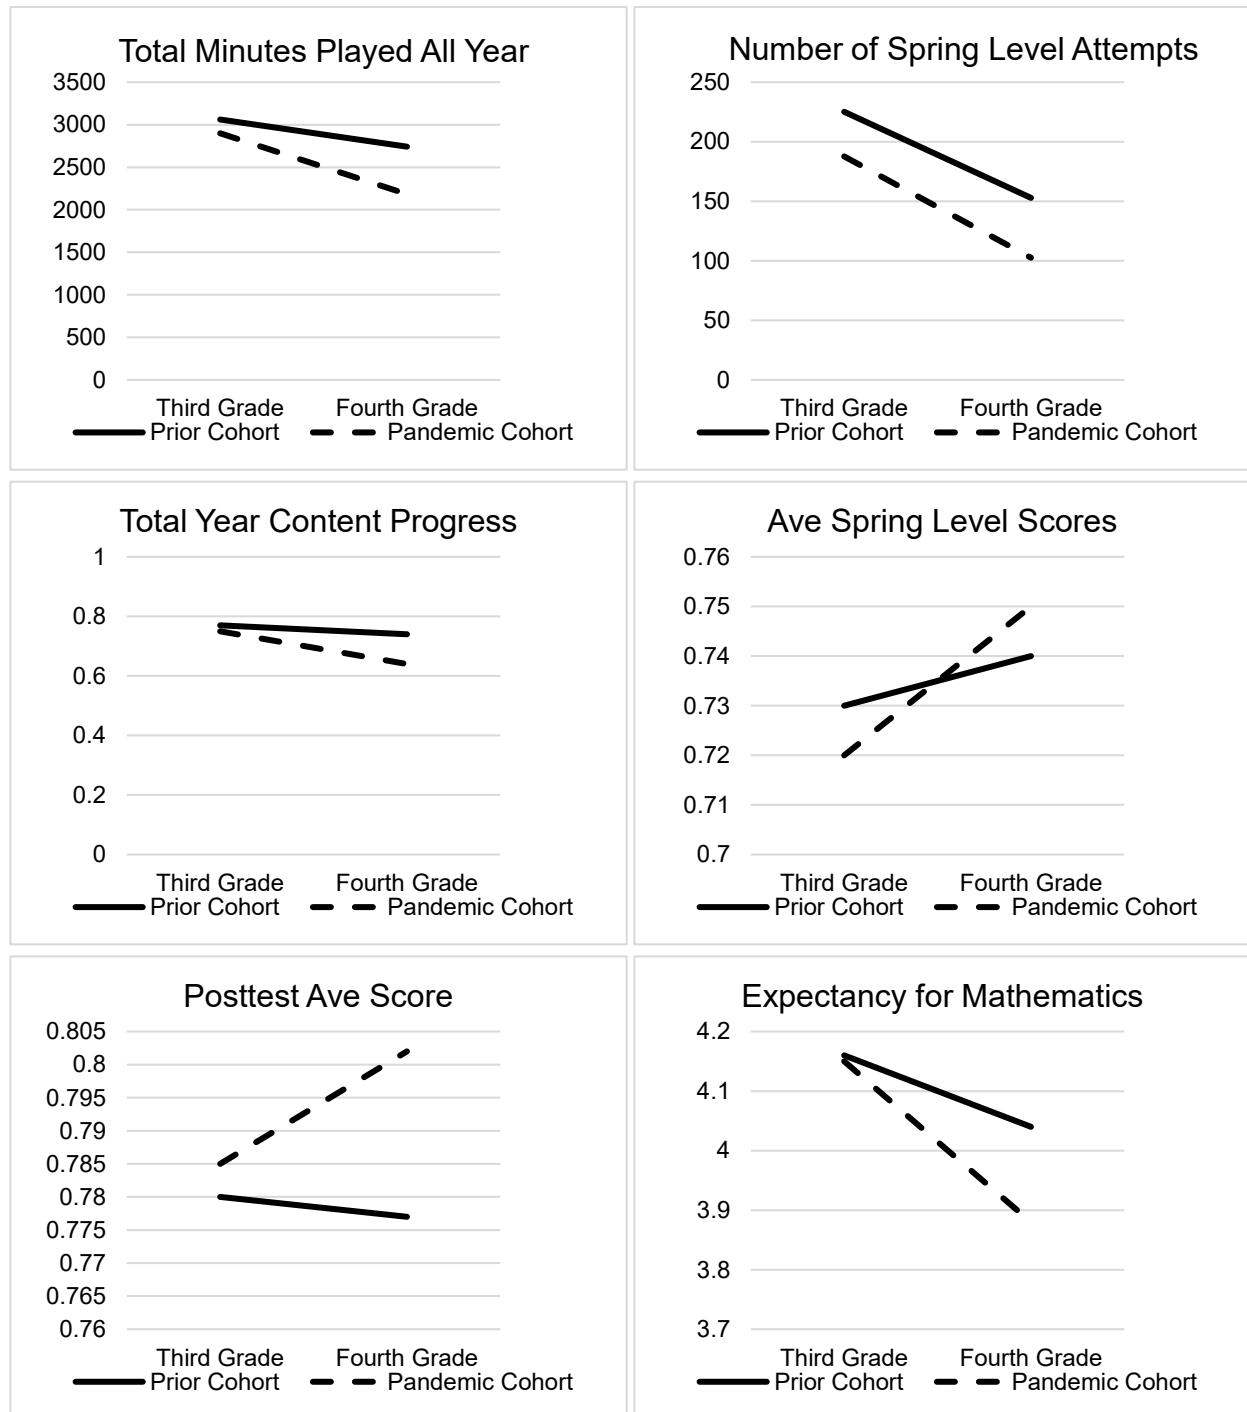 Total Minutes Played All Year
3500
3000
2500
2000
1500
1000
500
0
Third Grade Fourth Grade
Prior Cohort Pandemic Cohort
Number of Spring Level Attempts
250
200
150
100
50
0
Third Grade Fourth Grade
Prior Cohort Pandemic Cohort
Total Year Content Progress
1
0.8
0.6
0.4
0.2
0
Third Grade Fourth Grade
Prior Cohort Pandemic Cohort
Ave Spring Level Scores
0.76
0.75
0.74
0.73
0.72
0.71
0.7
Third Grade Fourth Grade
Prior Cohort Pandemic Cohort
Posttest Ave Score
0.805
0.8
0.795
0.79
0.785
0.78
0.775
0.77
0.765
0.76
Third Grade Fourth Grade
Prior Cohort Pandemic Cohort
Expectancy for Mathematics
4.2
4.1
4
3.9
3.8
3.7
Third Grade Fourth Grade
Prior Cohort Pandemic Cohort